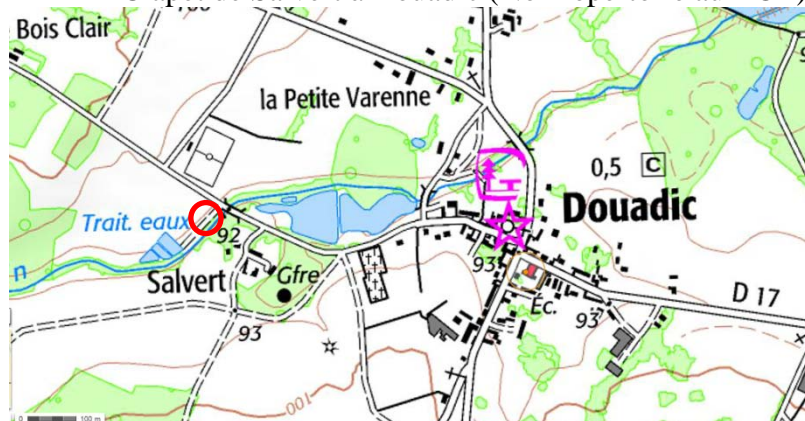 Bois Clair
la Petite Varenne
0,5 C
Douadic
Trait. eaux
92
Salvert
Gfre
93
93
Éc.
93
D 17
100
0 100 m